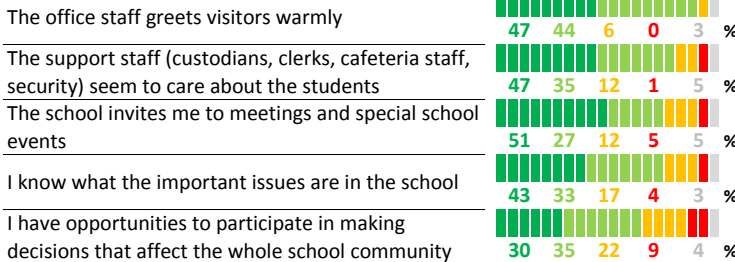 The office staff greets visitors warmly
47 44 6 0 3 %
The support staff (custodians, clerks, cafeteria staff,
security) seem to care about the students
47 35 12 1 5 %
The school invites me to meetings and special school
events
51 27 12 5 5 %
I know what the important issues are in the school
43 33 17 4 3 %
I have opportunities to participate in making
decisions that affect the whole school community
30 35 22 9 4 %